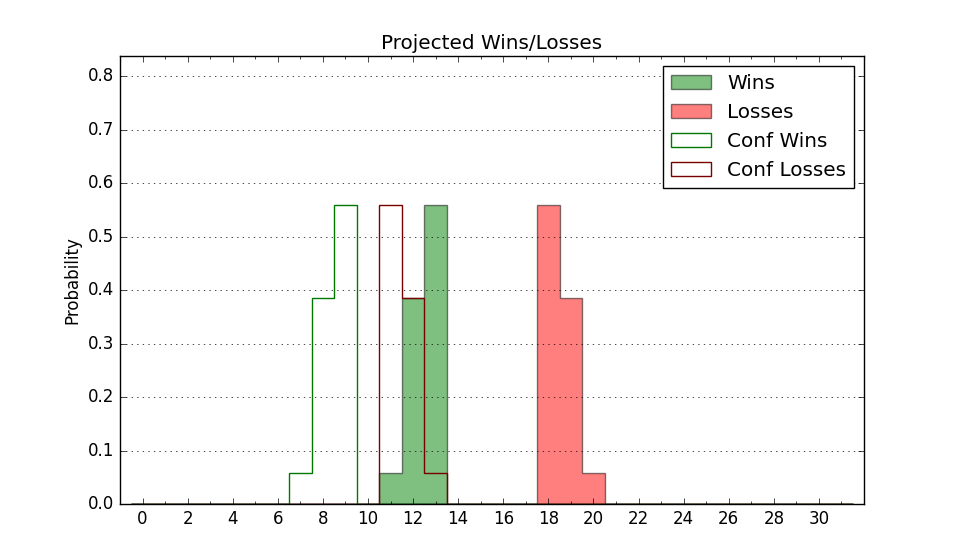 Projected Wins/Losses
Wins
Losses
Conf Wins
Conf Losses
Probability
0.8
0.7
0.6
0.5
0.4
0.3
0.2
0.1
0.0
0 2 4 6 8 10 12 14 16 18 20 22 24 26 28 30